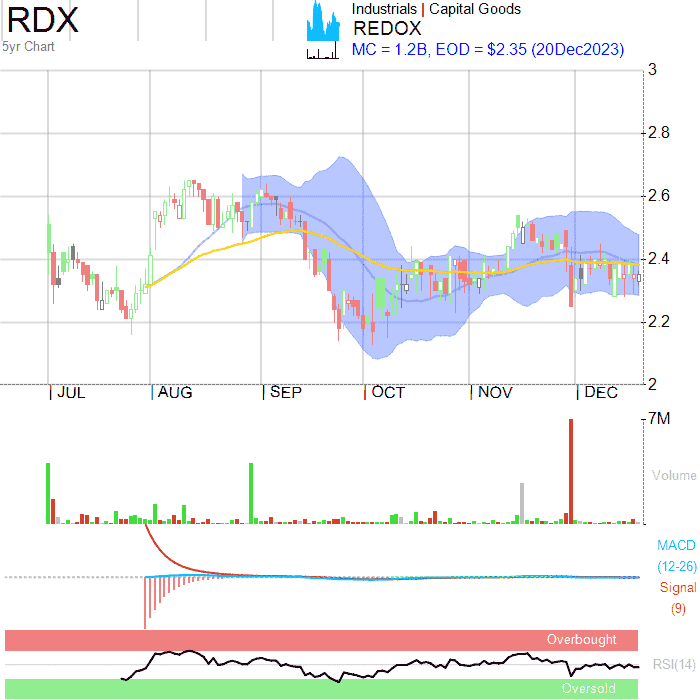 RDX
5yr Chart
Industrials | Capital Goods
REDOX
MC = 1.2B, EOD = $2.35 (20Dec2023)
3
2.8
2.6
2.4
2.2
2
JUL AUG SEP OCT NOV DEC
7M
Volume
MACD
(12-26)
Signal
(9)
Overbought
RSI(14)
Oversold